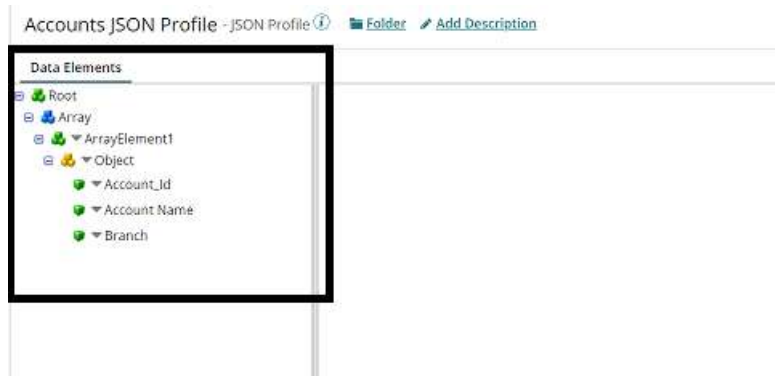 Accounts JSON Profile - JSON Profile i Folder Add Description
Data Elements
Root
Array
ArrayElement1
Object
Account_Id
Account Name
Branch